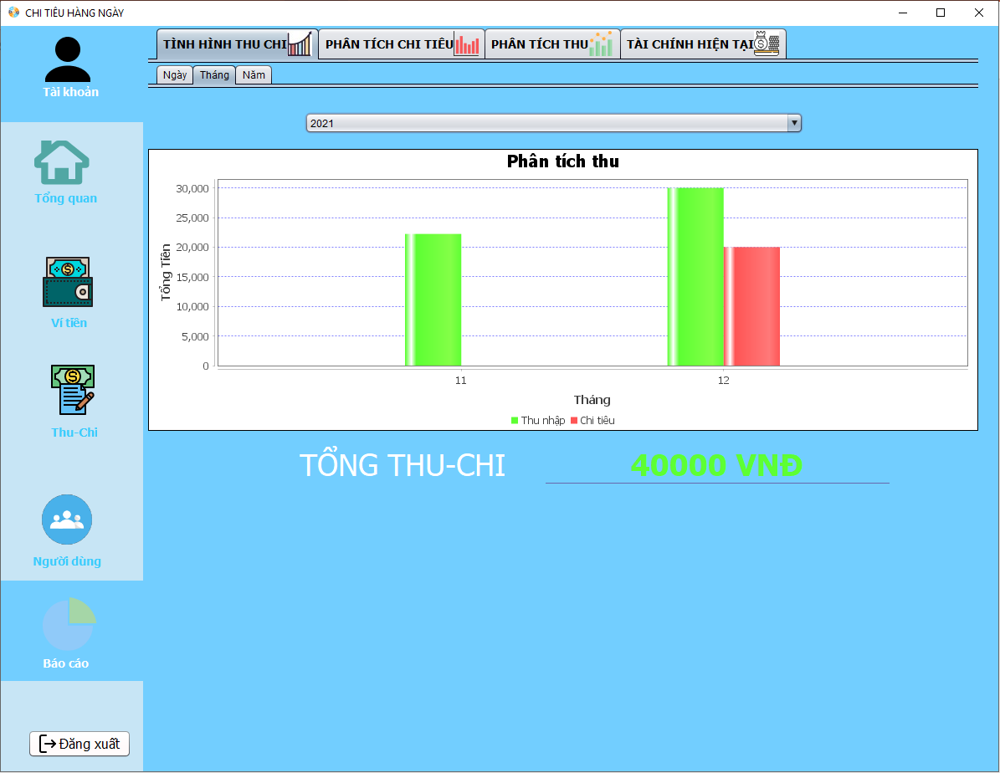 CHI TIÊU HÀNG NGÀY
Tài khoản
Tổng quan
Ví tiền
Thu-Chi
Người dùng
Báo cáo
Đăng xuất
TÌNH HÌNH THU CHI PHÂN TÍCH CHI TIÊU PHÂN TÍCH THU TÀI CHÍNH HIỆN TẠI
Ngày Tháng Năm
2021
Phân tích thu
Tổng Tiền
30,000
25,000
20,000
15,000
10,000
5,000
0
11 12
Tháng
Thu nhập Chi tiêu
TỔNG THU-CHI 40000 VNĐ